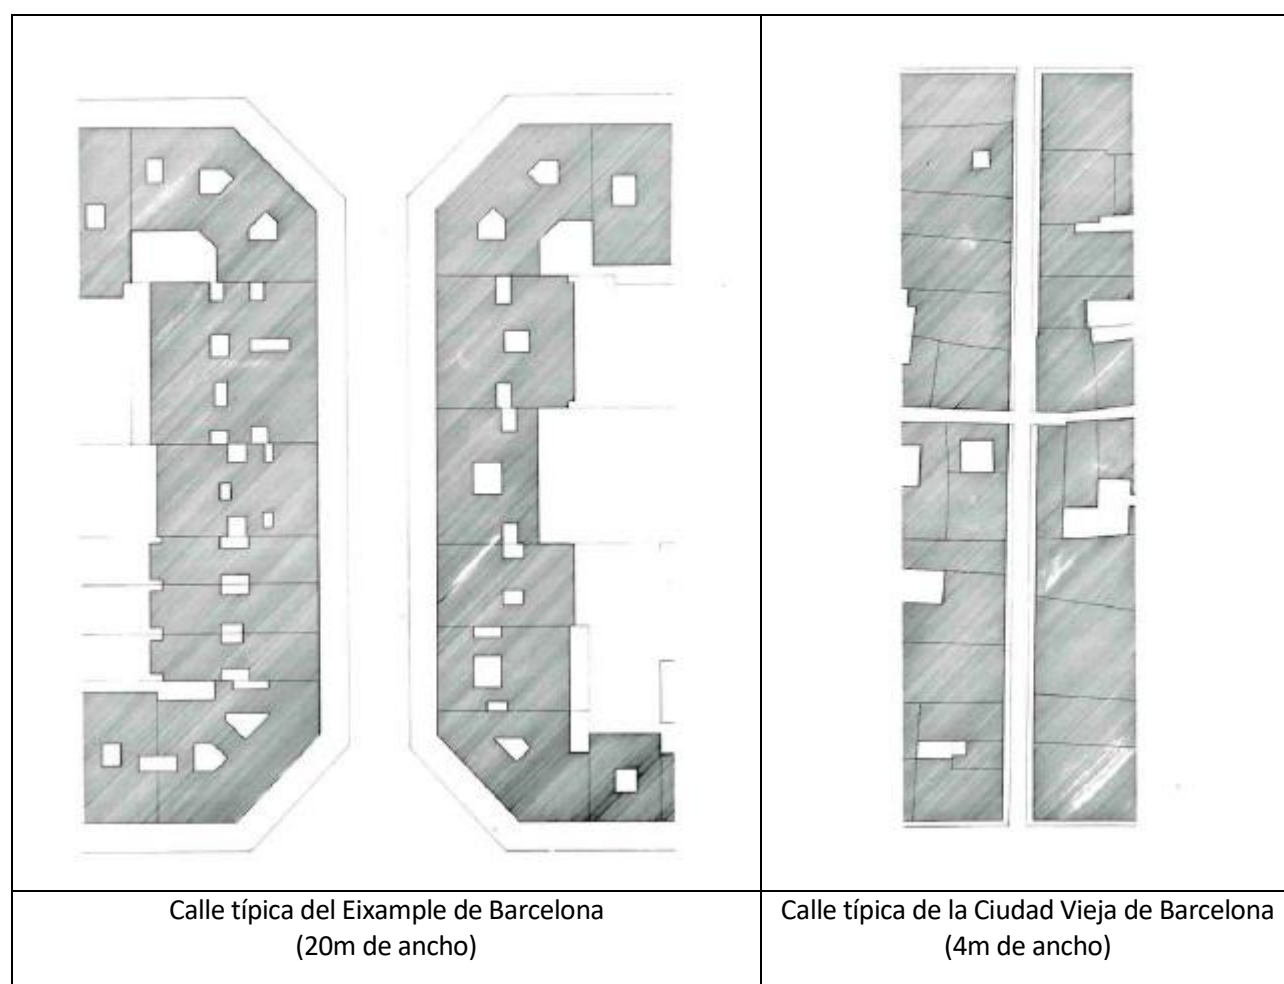 Calle típica del Eixample de Barcelona
(20m de ancho)
Calle típica de la Ciudad Vieja de Barcelona
(4m de ancho)